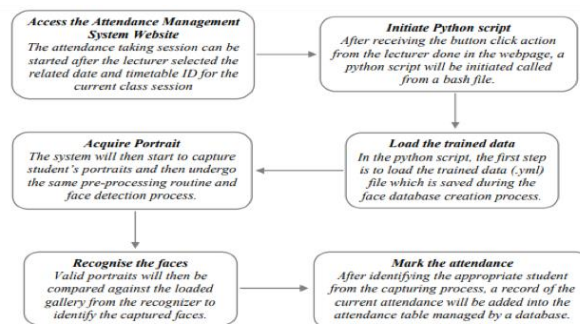 Access the Attendance Management
System Website
The attendance taking session can be
started after the lecturer selected the
related date and timetable ID for the
current class session
Initiate Python script
After receiving the button click action
from the lecturer done in the webpage, a
python script will be initiated called
from a bash file.
Load the trained data
In the python script, the first step
is to load the trained data (.yml)
file which is saved during the
face database creation process.
Acquire Portrait
The system will then start to capture
student's portraits and then undergo
the same pre-processing routine and
face detection process.
Recognise the faces
Valid portraits will then be
compared against the loaded
gallery from the recognizer to
identify the captured faces.
Mark the attendance
After identifying the appropriate student
from the capturing process, a record of the
current attendance will be added into the
attendance table managed by a database.